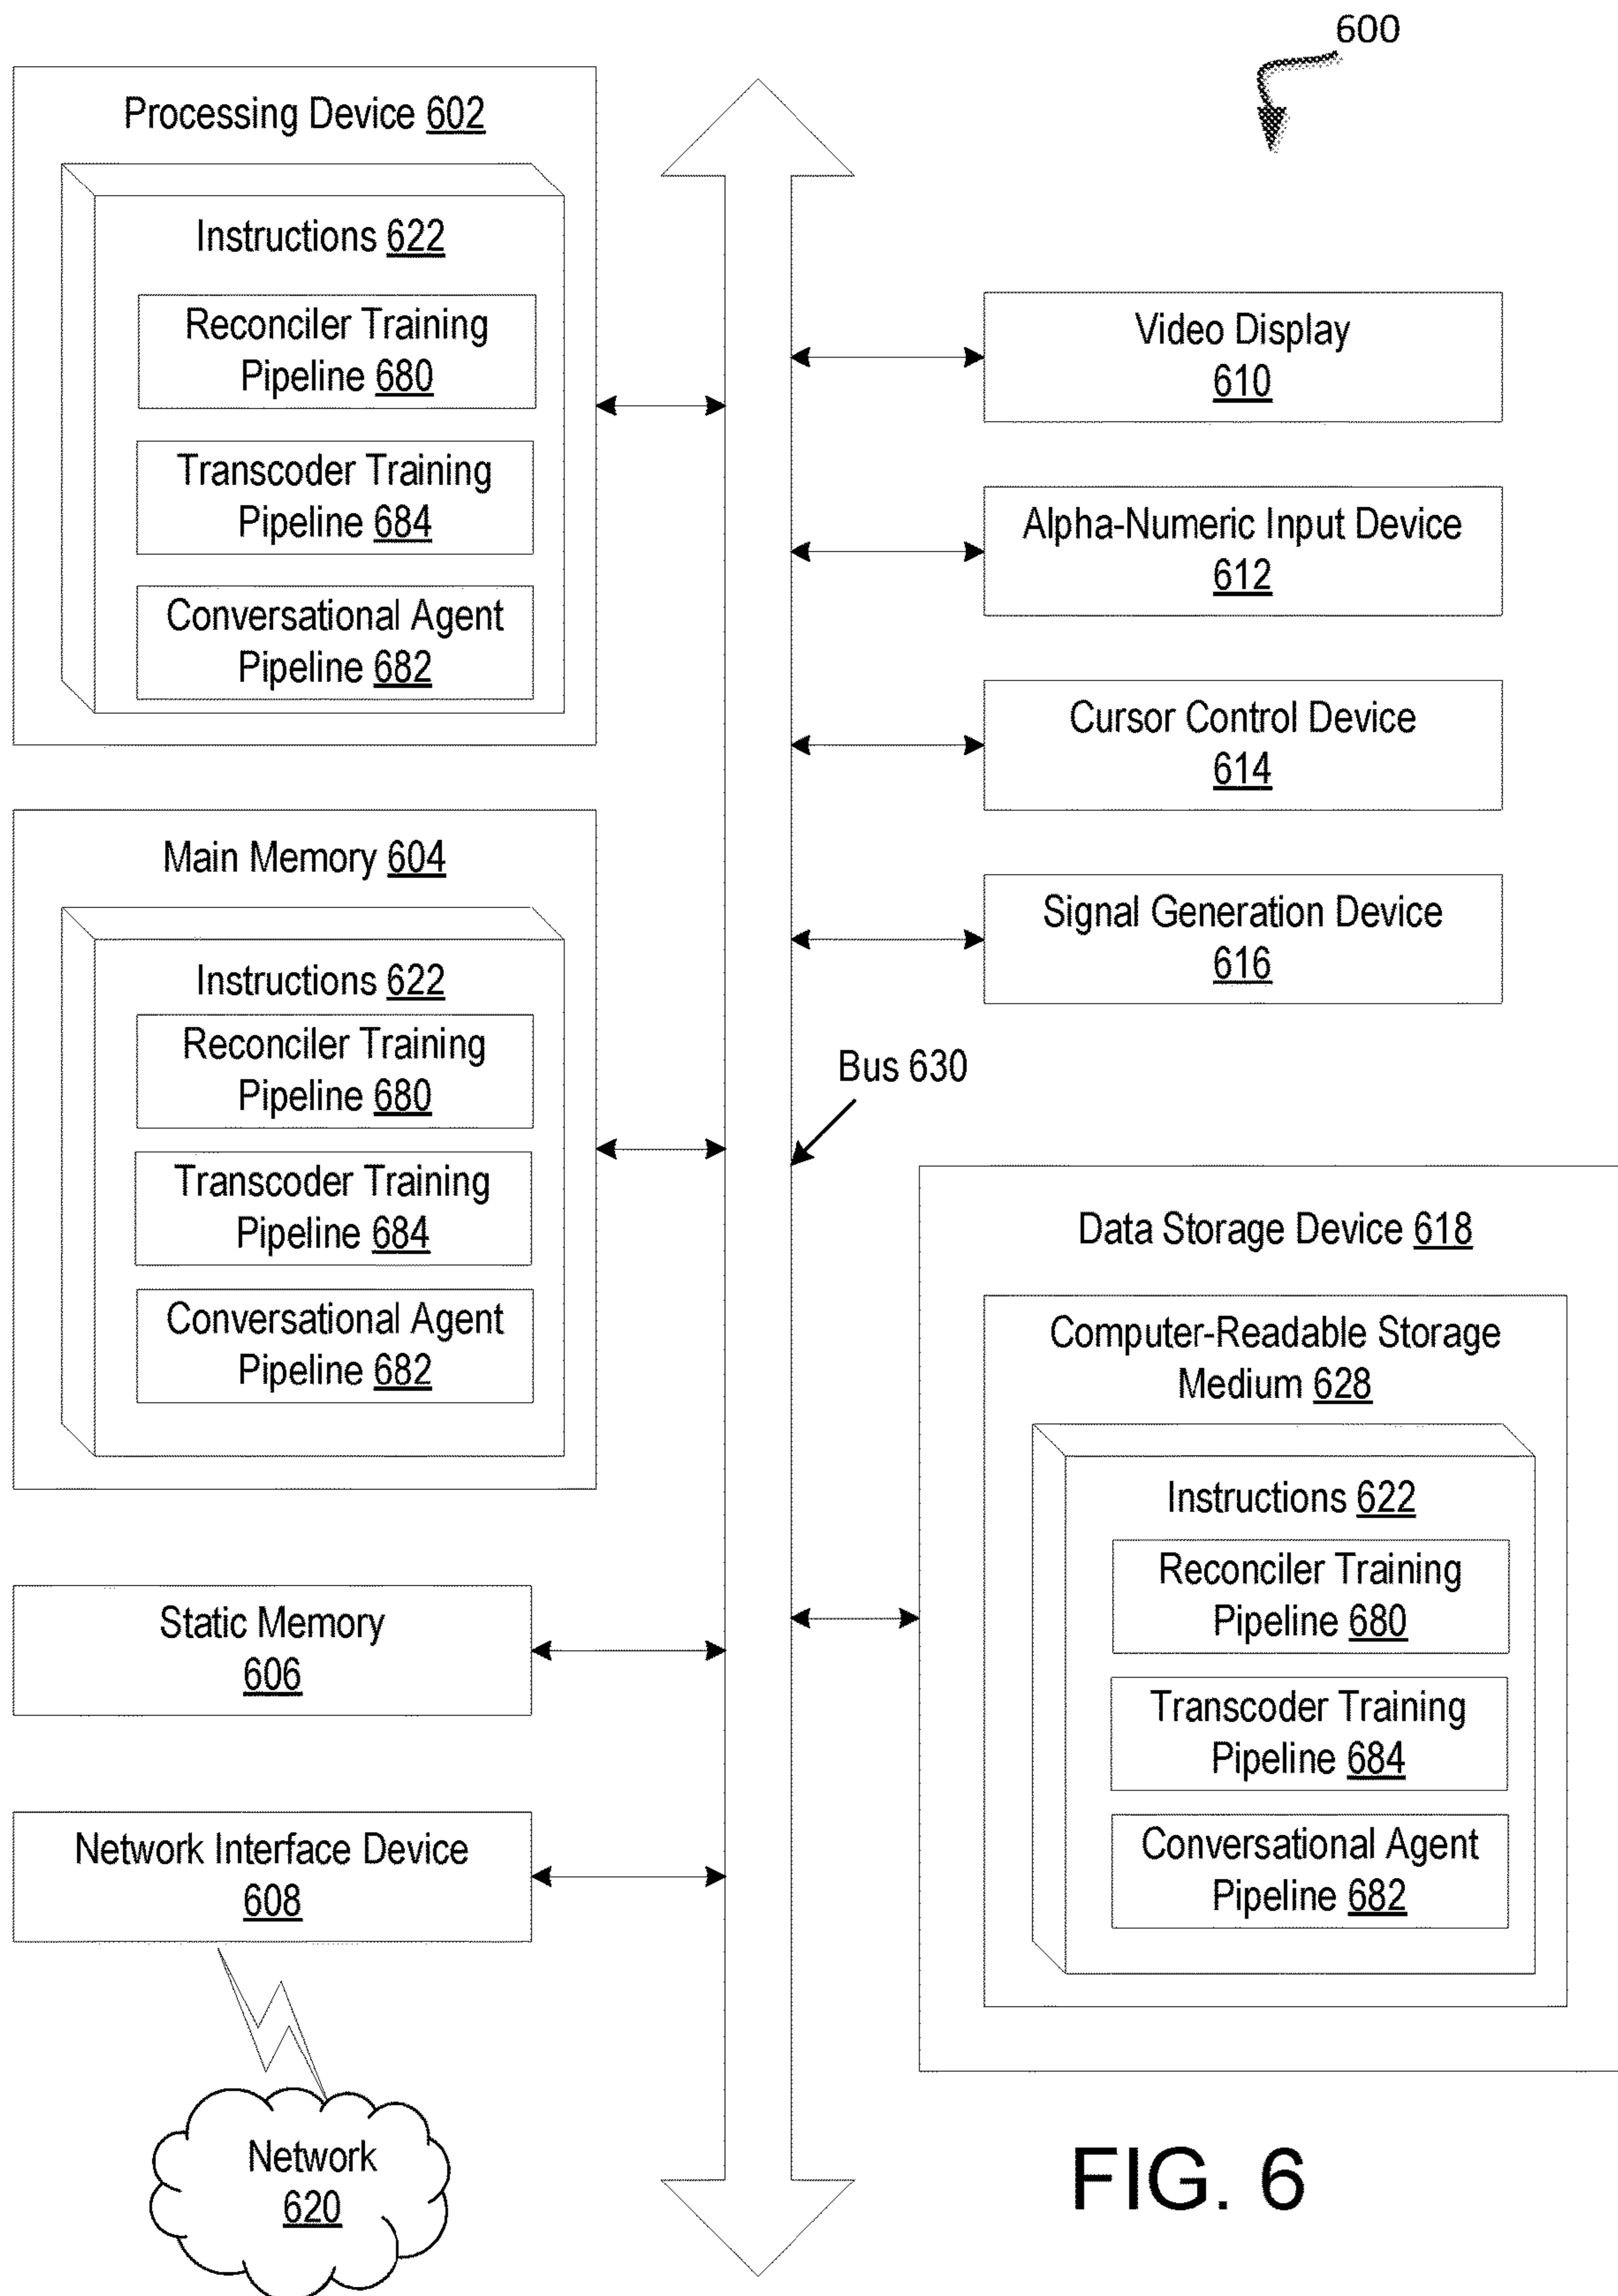 600
Processing Device 602
Instructions 622
Reconciler Training
Pipeline 680
Transcoder Training
Pipeline 684
Conversational Agent
Pipeline 682
Main Memory 604
Instructions 622
Reconciler Training
Pipeline 680
Transcoder Training
Pipeline 684
Conversational Agent
Pipeline 682
Static Memory
606
Network Interface Device
608
Network
620
Video Display
610
Alpha-Numeric Input Device
612
Cursor Control Device
614
Signal Generation Device
616
Bus 630
Data Storage Device 618
Computer-Readable Storage
Medium 628
Instructions 622
Reconciler Training
Pipeline 680
Transcoder Training
Pipeline 684
Conversational Agent
Pipeline 682
FIG. 6